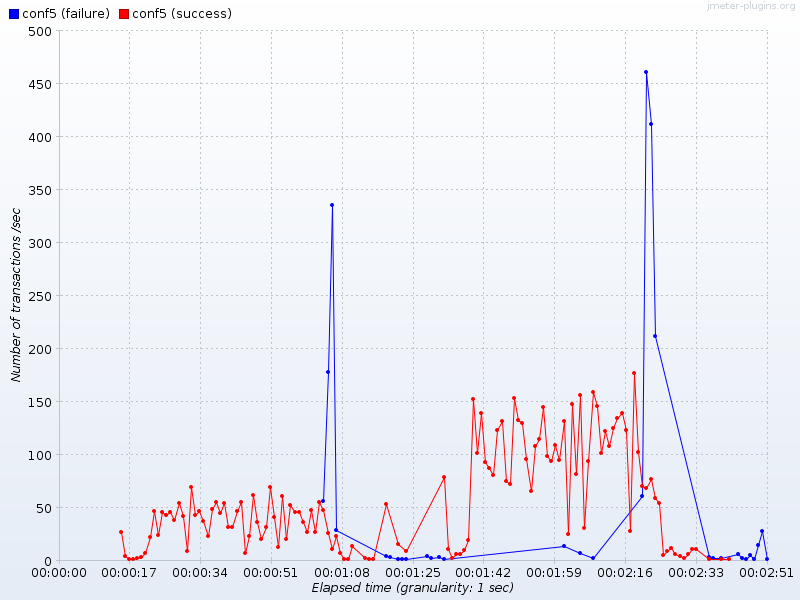 jmeter-plugins.org
conf5 (failure) conf5 (success)
500
450
400
350
300
250
200
150
100
50
0
Number of transactions /sec
00:00:00 00:00:17 00:00:34 00:00:51 00:01:08 00:01:25 00:01:42 00:01:59 00:02:16 00:02:33 00:02:51
Elapsed time (granularity: 1 sec)